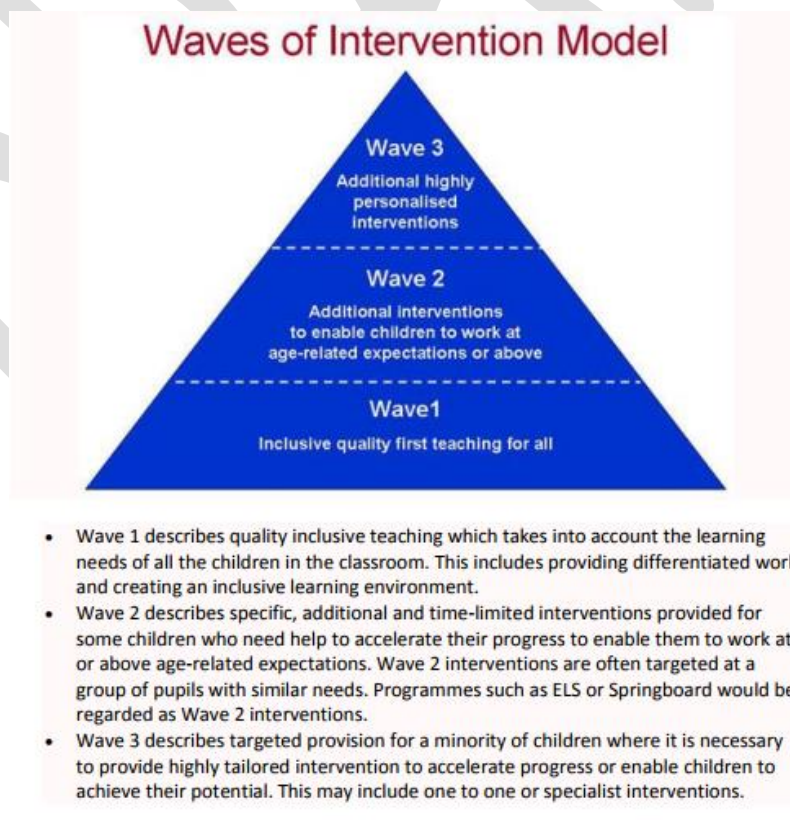 Waves of Intervention Model
Wave 3
Additional highly
personalised
interventions
Wave 2
Additional interventions
to enable children to work at
age-related expectations or above
Wave1
Inclusive quality first teaching for all
• Wave 1 describes quality inclusive teaching which takes into account the learning
needs of all the children in the classroom. This includes providing differentiated work
and creating an inclusive learning environment.
• Wave 2 describes specific, additional and time-limited interventions provided for
some children who need help to accelerate their progress to enable them to work at
or above age-related expectations. Wave 2 interventions are often targeted at a
group of pupils with similar needs. Programmes such as ELS or Springboard would be
regarded as Wave 2 interventions.
• Wave 3 describes targeted provision for a minority of children where it is necessary
to provide highly tailored intervention to accelerate progress or enable children to
achieve their potential. This may include one to one or specialist interventions.